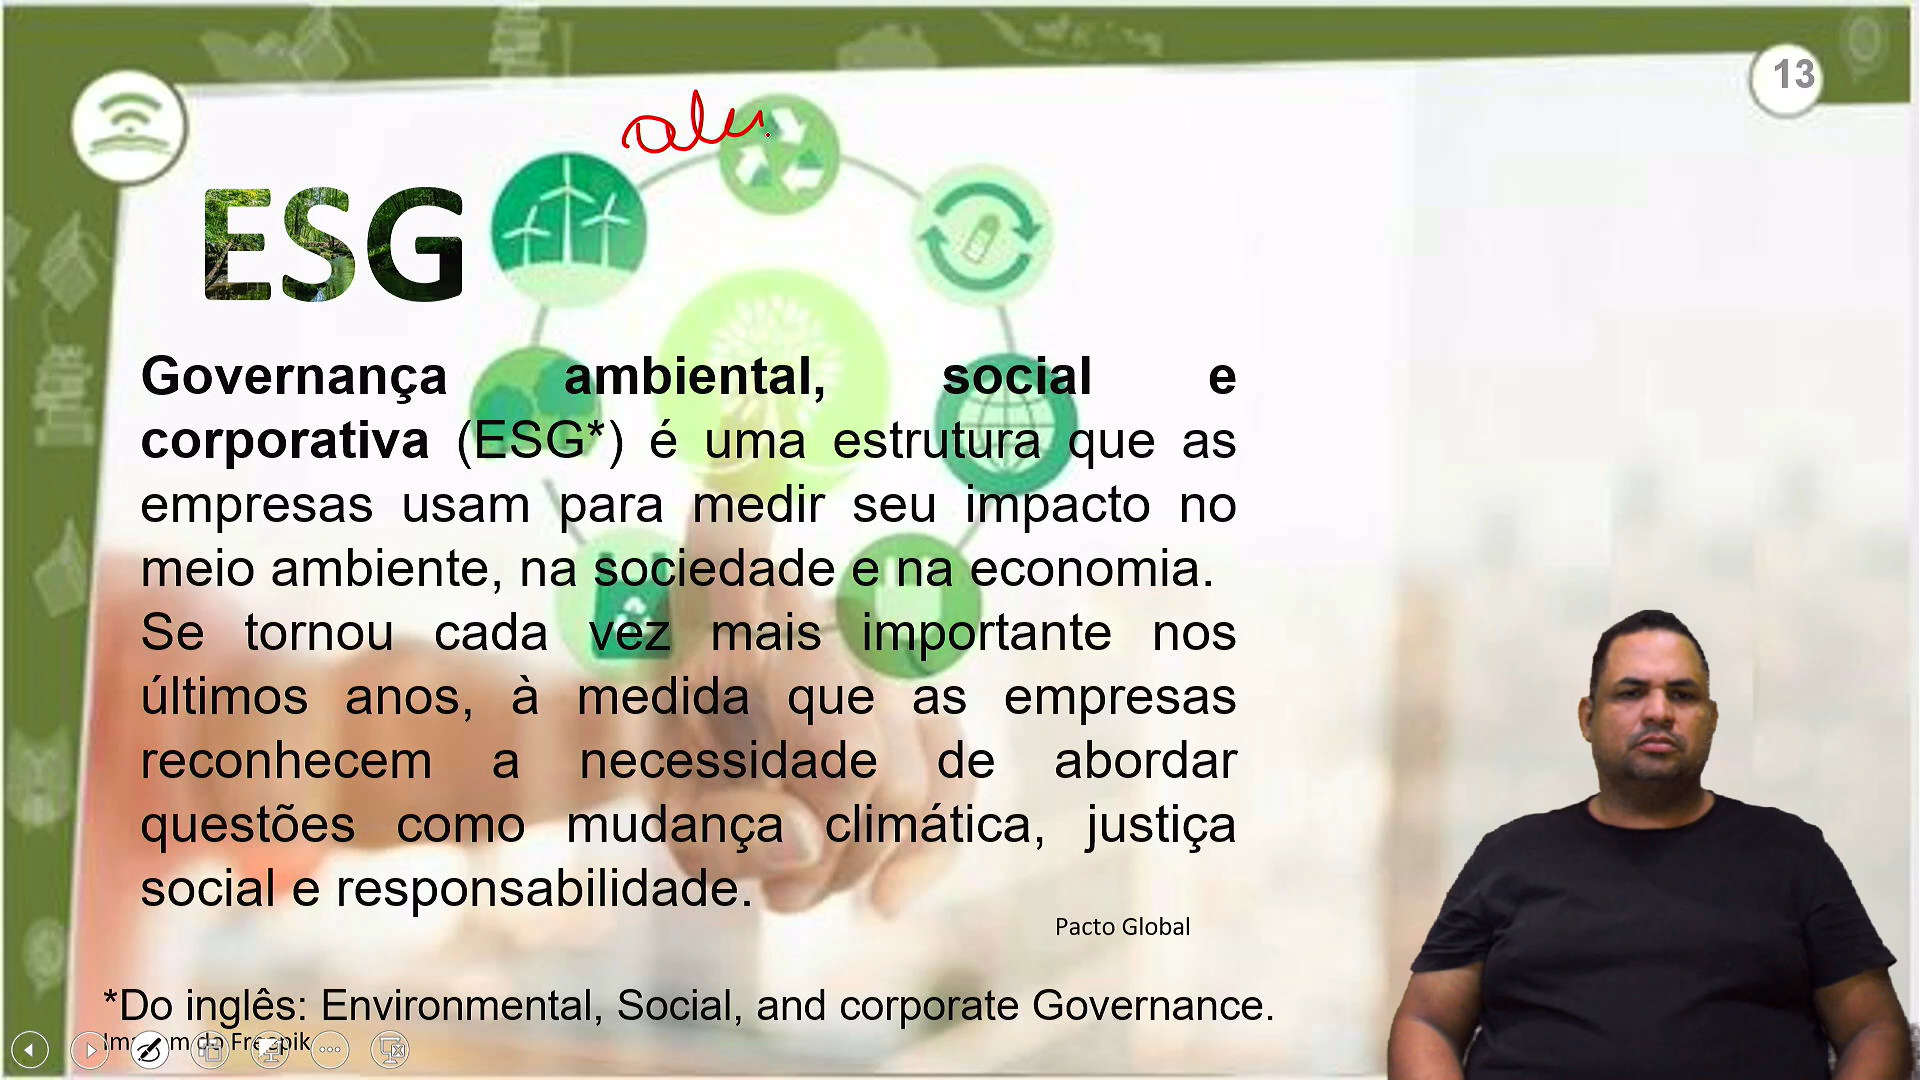 13
ESG
Governança ambiental, social e
corporativa (ESG*) é uma estrutura que as
empresas usam para medir seu impacto no
meio ambiente, na sociedade e na economia.
Se tornou cada vez mais importante nos
últimos anos, à medida que as empresas
reconhecem a necessidade de abordar
questões como mudança climática, justiça
social e responsabilidade.
Pacto Global
*Do inglês: Environmental, Social, and corporate Governance.